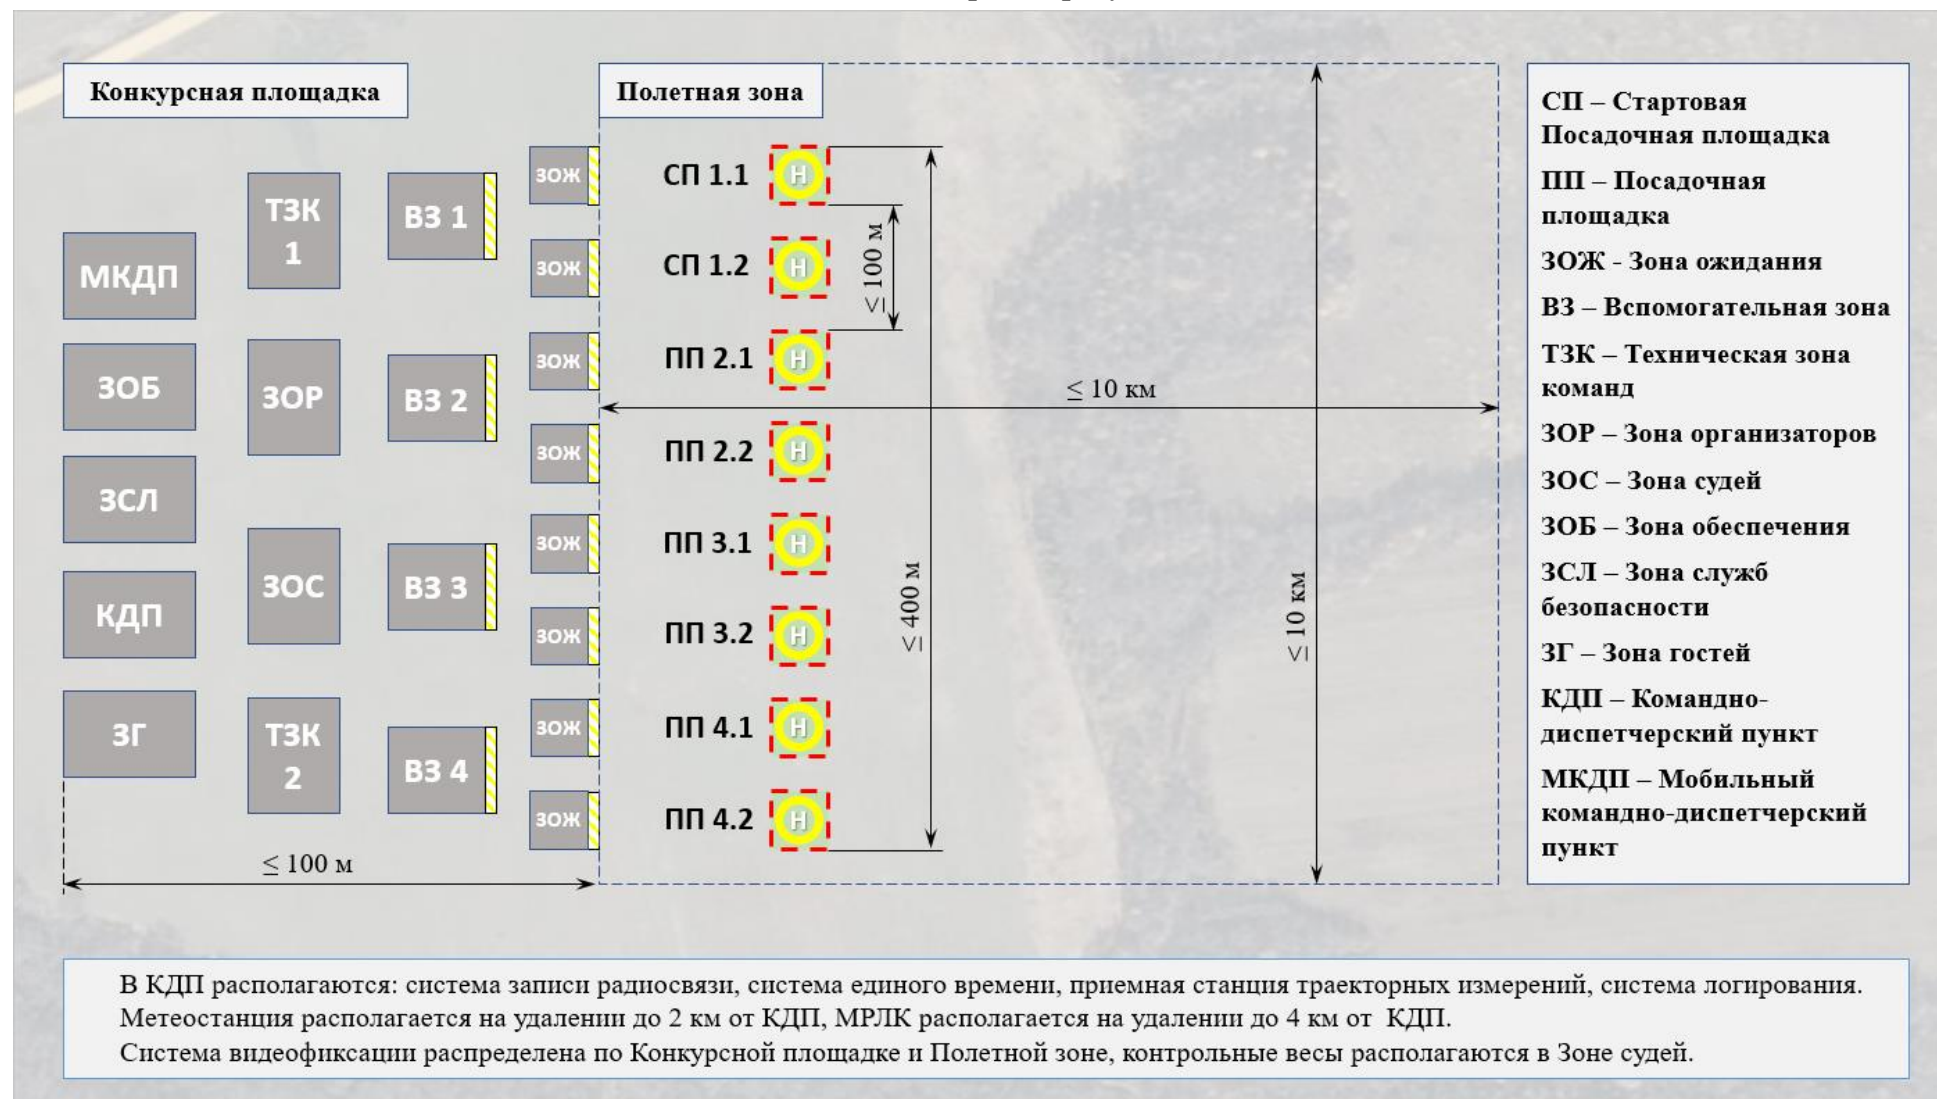 Конкурсная площадка
Полетная зона
МКДП
ЗОБ
ЗСЛ
КДП
ЗГ
ТЗК
1
ЗОР
ЗОС
ТЗК
2
ВЗ 1
ВЗ 2
ВЗ 3
ВЗ 4
ЗОЖ
ЗОЖ
ЗОЖ
ЗОЖ
ЗОЖ
ЗОЖ
ЗОЖ
ЗОЖ
СП 1.1
Н
СП 1.2
Н
ПП 2.1
Н
ПП 2.2
Н
ПП 3.1
Н
ПП 3.2
Н
ПП 4.1
Н
ПП 4.2
Н
≤ 100 м
≤ 400 м
≤ 10 км
≤ 10 км
≤ 100 м
СП – Стартовая
Посадочная площадка
ПП – Посадочная
площадка
ЗОЖ - Зона ожидания
ВЗ – Вспомогательная зона
ТЗК – Техническая зона
команд
ЗОР – Зона организаторов
ЗОС – Зона судей
ЗОБ – Зона обеспечения
ЗСЛ – Зона служб
безопасности
ЗГ – Зона гостей
КДП – Командно-
диспетчерский пункт
МКДП – Мобильный
командно-диспетчерский
пункт
В КДП располагаются: система записи радиосвязи, система единого времени, приемная станция траекторных измерений, система логирования.
Метеостанция располагается на удалении до 2 км от КДП, МРЛК располагается на удалении до 4 км от КДП.
Система видеофиксации распределена по Конкурсной площадке и Полетной зоне, контрольные весы располагаются в Зоне судей.